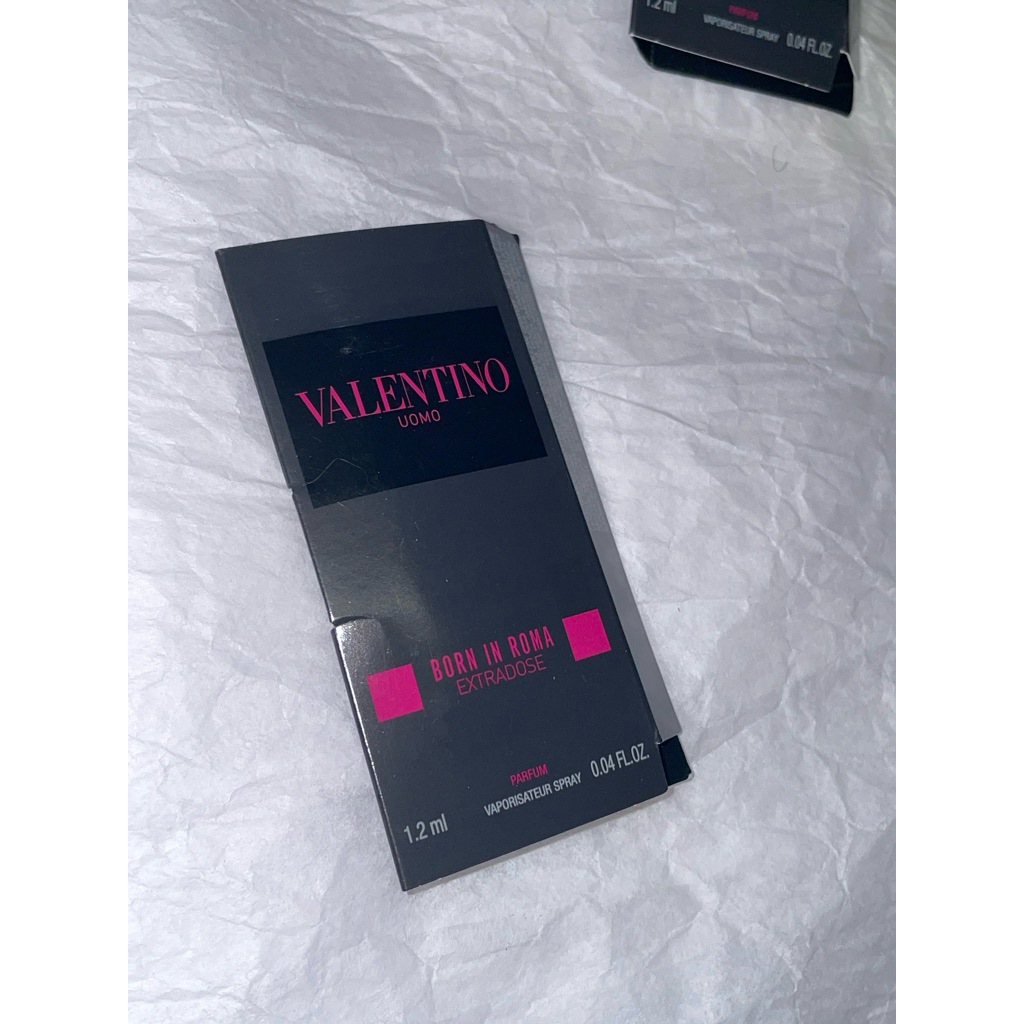 1.2 ml PARFUM
VAPORISATEUR SPRAY 0.04 FL.OZ.
VALENTINO
UOMO
BORN IN ROMA
EXTRADOSE
PARFUM
1.2 ml VAPORISATEUR SPRAY 0.04 FL.OZ.